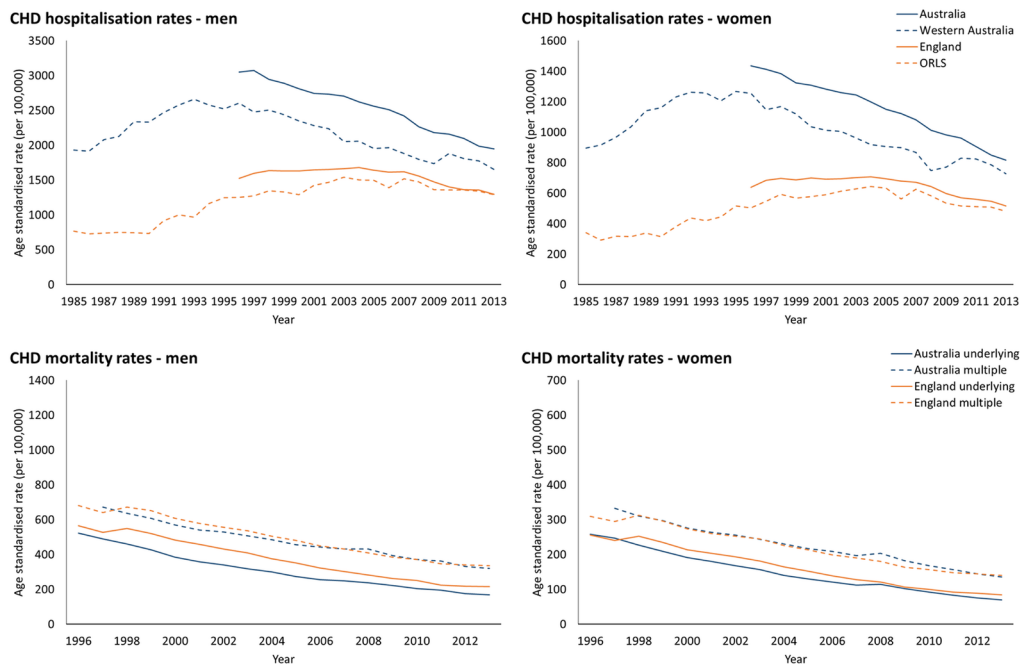 CHD hospitalisation rates - men
Age standardised rate (per 100,000)
3500
3000
2500
2000
1500
1000
500
0
1985 1987 1989 1991 1993 1995 1997 1999 2001 2003 2005 2007 2009 2011 2013
Year
CHD hospitalisation rates - women
Australia
Western Australia
England
ORLS
Age standardised rate (per 100,000)
1600
1400
1200
1000
800
600
400
200
0
1985 1987 1989 1991 1993 1995 1997 1999 2001 2003 2005 2007 2009 2011 2013
Year
CHD mortality rates - men
Age standardised rate (per 100,000)
1400
1200
1000
800
600
400
200
0
1996 1998 2000 2002 2004 2006 2008 2010 2012
Year
CHD mortality rates - women
Australia underlying
Australia multiple
England underlying
England multiple
Age standardised rate (per 100,000)
700
600
500
400
300
200
100
0
1996 1998 2000 2002 2004 2006 2008 2010 2012
Year